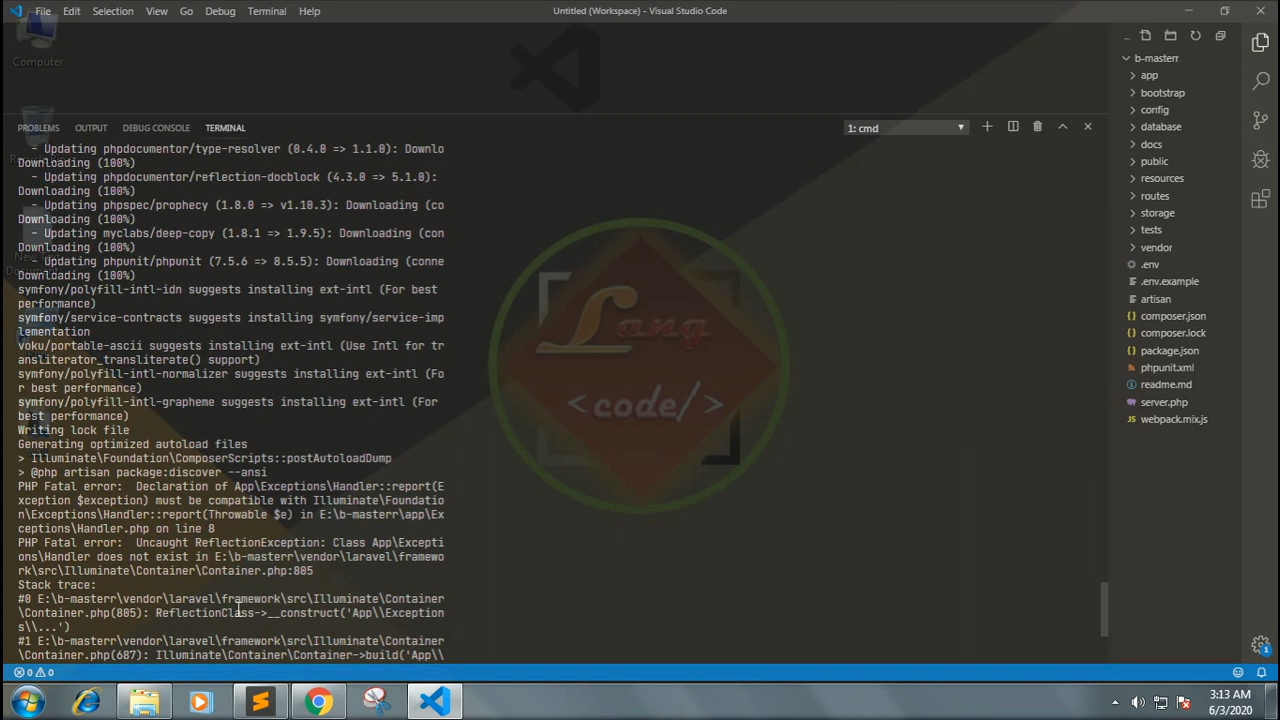 File Edit Selection View Go Debug Terminal Help
Untitled (Workspace) - Visual Studio Code
Computer
PROBLEMS OUTPUT DEBUG CONSOLE TERMINAL
1: cmd
- Updating phpdocumentor/type-resolver (0.4.0 => 1.1.0): Downlo
Downloading (100%)
- Updating phpdocumentor/reflection-docblock (4.3.0 => 5.1.0):
Downloading (100%)
- Updating phpspec/prophecy (1.8.0 => v1.10.3): Downloading (co
Downloading (100%)
- Updating myclabs/deep-copy (1.8.1 => 1.9.5): Downloading (con
Downloading (100%)
- Updating phpunit/phpunit (7.5.6 => 8.5.5): Downloading (conne
Downloading (100%)
symfony/polyfill-intl-idn suggests installing ext-intl (For best
performance)
symfony/service-contracts suggests installing symfony/service-imp
lementation
voku/portable-ascii suggests installing ext-intl (Use Intl for tr
ansliterator_transliterate() support)
symfony/polyfill-intl-normalizer suggests installing ext-intl (Fo
r best performance)
symfony/polyfill-intl-grapheme suggests installing ext-intl (For
best performance)
Writing lock file
Generating optimized autoload files
> Illuminate\Foundation\ComposerScripts::postAutoloadDump
> @php artisan package:discover --ansi
PHP Fatal error:  Declaration of App\Exceptions\Handler::report(E
xception $exception) must be compatible with Illuminate\Foundatio
n\Exceptions\Handler::report(Throwable $e) in E:\b-masterr\app\Ex
ceptions\Handler.php on line 8
PHP Fatal error:  Uncaught ReflectionException: Class App\Excepti
ons\Handler does not exist in E:\b-masterr\vendor\laravel\framewo
rk\src\Illuminate\Container\Container.php:805
Stack trace:
#0 E:\b-masterr\vendor\laravel\framework\src\Illuminate\Container
\Container.php(805): ReflectionClass->__construct('App\\Exception
s\\...')
#1 E:\b-masterr\vendor\laravel\framework\src\Illuminate\Container
\Container.php(687): Illuminate\Container\Container->build('App\\
Lang
<code/>
b-masterr
app
bootstrap
config
database
docs
public
resources
routes
storage
tests
vendor
.env
.env.example
artisan
composer.json
composer.lock
package.json
phpunit.xml
readme.md
server.php
webpack.mix.js
1
0 0
3:13 AM
6/3/2020